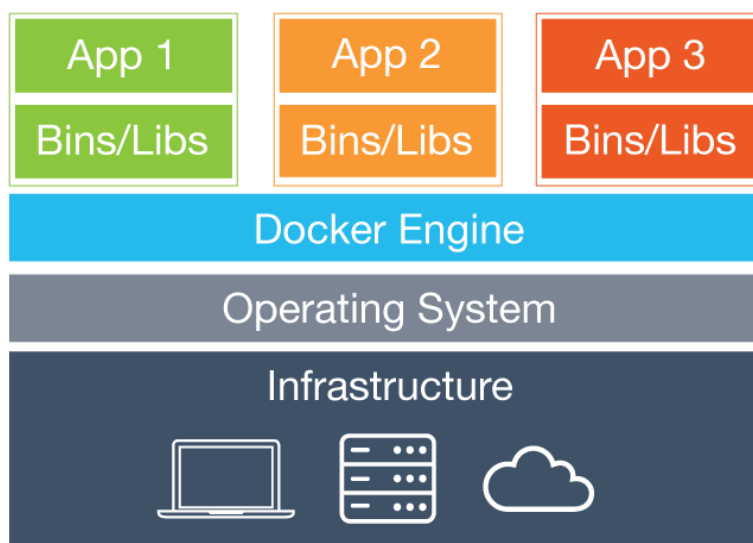 App 1
App 2
App 3
Bins/Libs
Bins/Libs
Bins/Libs
Docker Engine
Operating System
Infrastructure